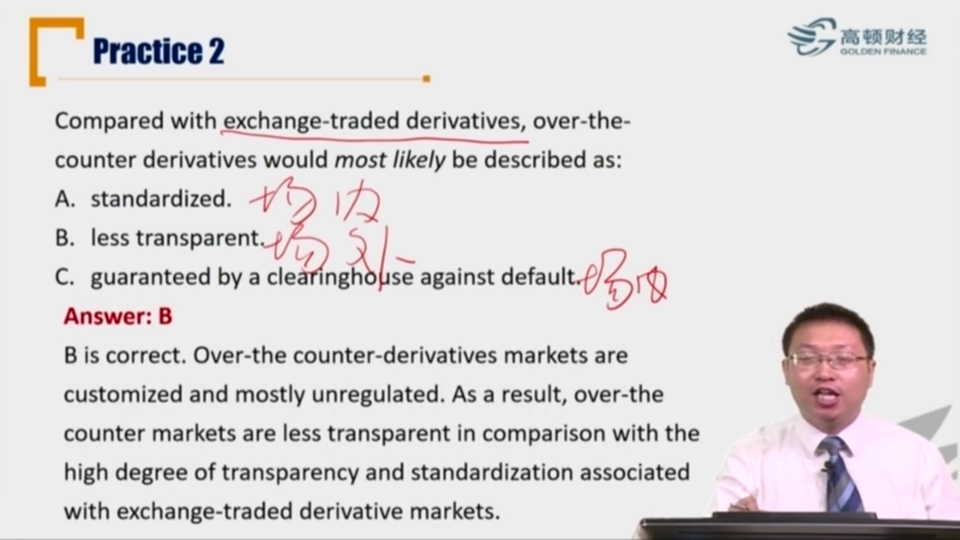 Practice 2
高顿财经
GOLDEN FINANCE
Compared with exchange-traded derivatives, over-the-
counter derivatives would most likely be described as:
A. standardized. 场内
B. less transparent. 场外
C. guaranteed by a clearinghouse against default. 场内
Answer: B
B is correct. Over-the counter-derivatives markets are
customized and mostly unregulated. As a result, over-the
counter markets are less transparent in comparison with the
high degree of transparency and standardization associated
with exchange-traded derivative markets.